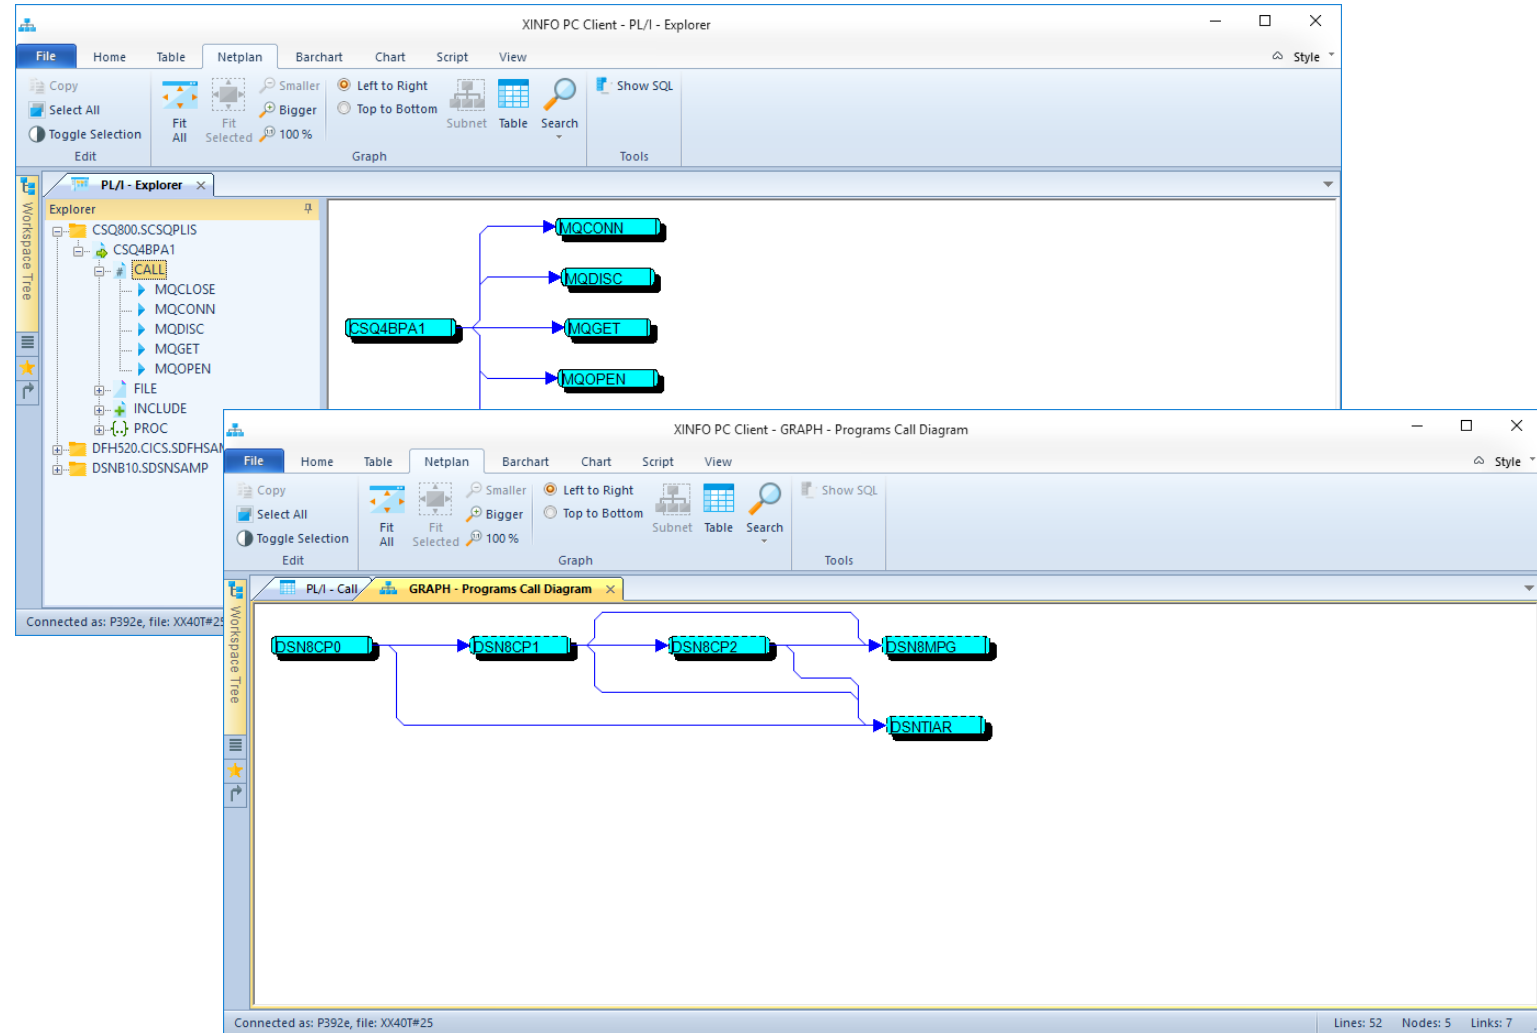 XINFO PC Client - PL/I - Explorer
File Home Table Netplan Barchart Chart Script View Style
Copy
Select All
Toggle Selection
Edit
Fit All
Fit Selected
Smaller
Bigger
100 %
Left to Right
Top to Bottom
Subnet
Table
Search
Graph
Show SQL
Tools
PL/I - Explorer
Workspace Tree
Explorer
CSQ800.SCSQPLIS
CSQ4BPA1
CALL
MQCLOSE
MQCONN
MQDISC
MQGET
MQOPEN
FILE
INCLUDE
PROC
DFH520.CICS.SDFHSAM
DSNB10.SDSNSAMP
CSQ4BPA1
MQCONN
MQDISC
MQGET
MQOPEN
Connected as: P392e, file: XX40T#25
XINFO PC Client - GRAPH - Programs Call Diagram
File Home Table Netplan Barchart Chart Script View Style
Copy
Select All
Toggle Selection
Edit
Fit All
Fit Selected
Smaller
Bigger
100 %
Left to Right
Top to Bottom
Subnet
Table
Search
Graph
Show SQL
Tools
PL/I - Call
GRAPH - Programs Call Diagram
Workspace Tree
DSN8CP0 DSN8CP1 DSN8CP2 DSN8MPG
DSNTIAR
Connected as: P392e, file: XX40T#25
Lines: 52 Nodes: 5 Links: 7